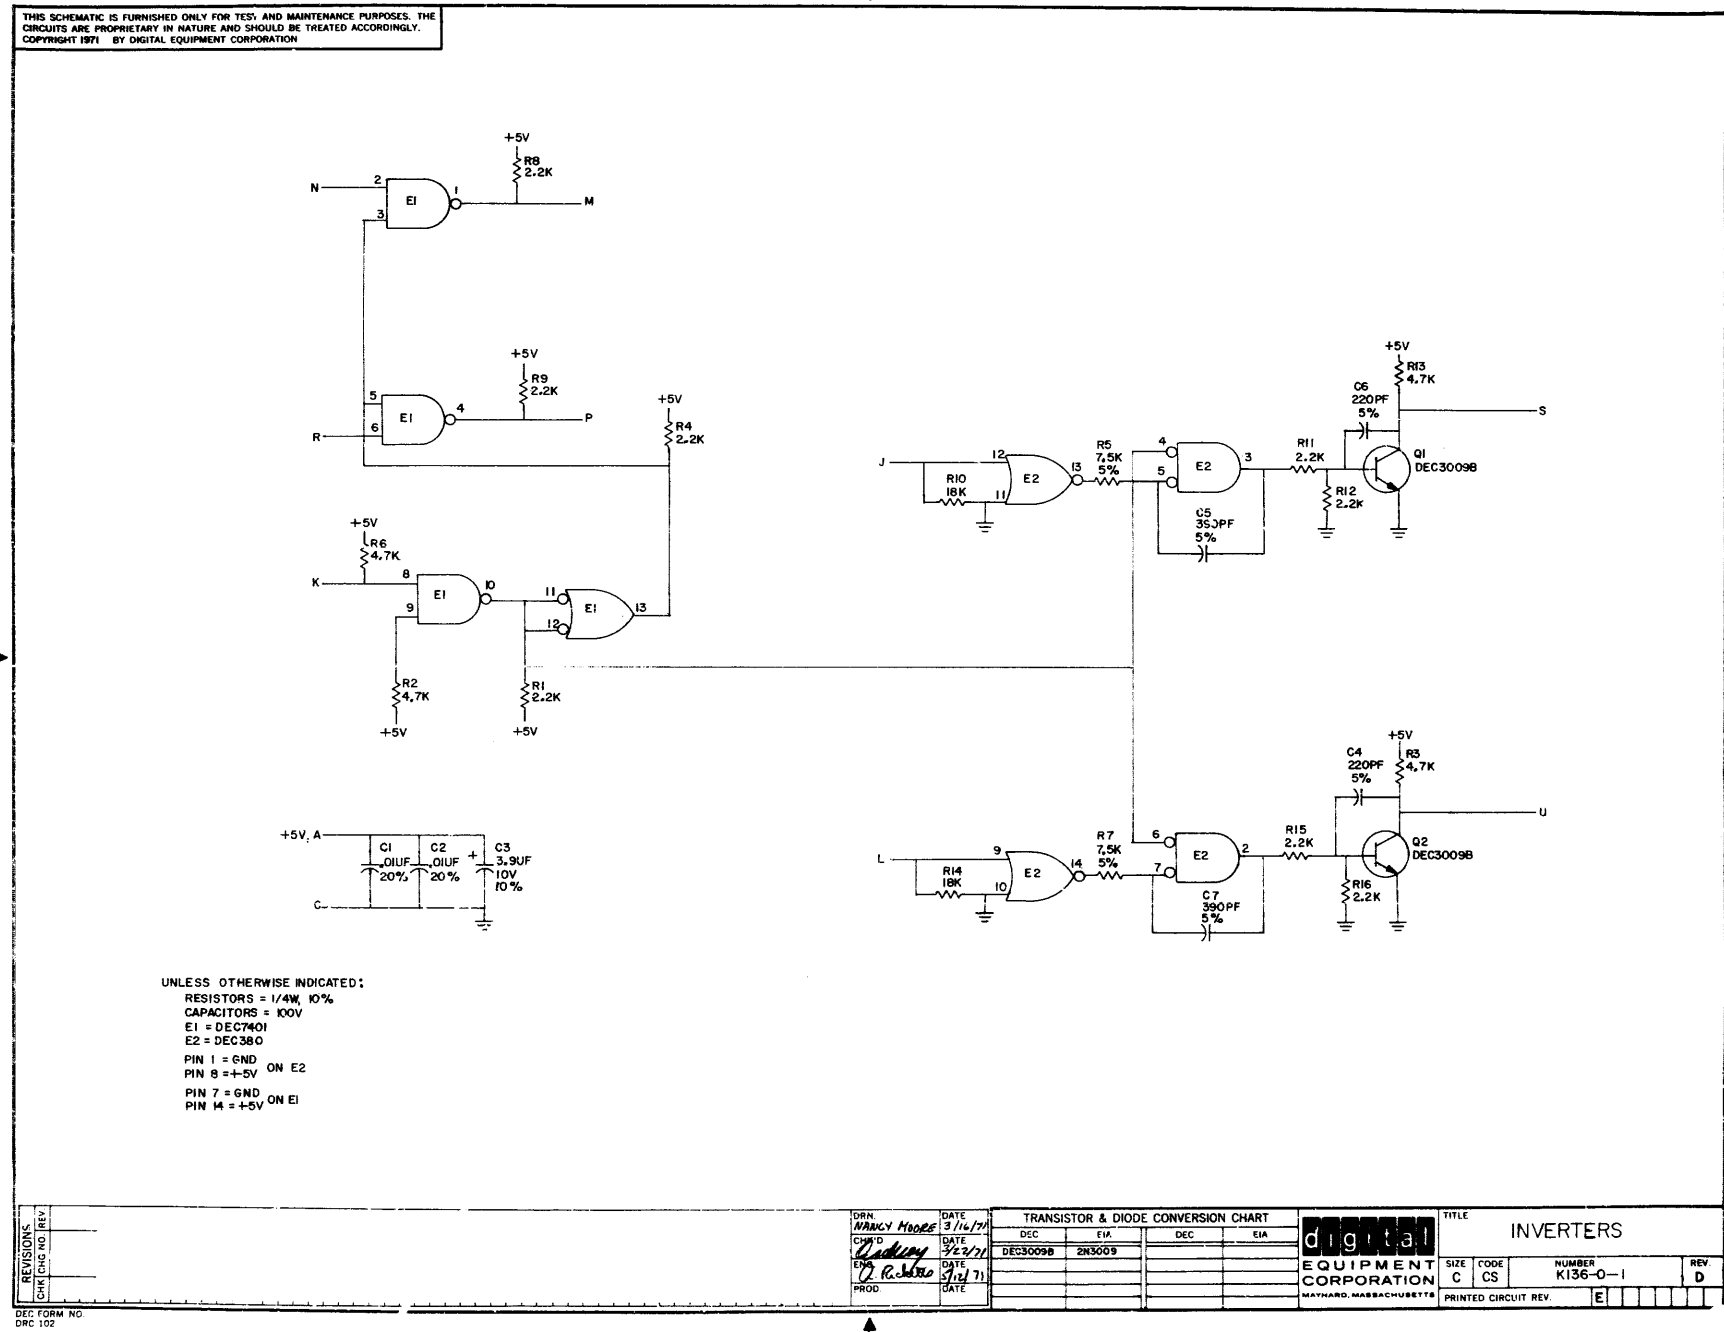 THIS SCHEMATIC IS FURNISHED ONLY FOR TEST AND MAINTENANCE PURPOSES. THE
CIRCUITS ARE PROPRIETARY IN NATURE AND SHOULD BE TREATED ACCORDINGLY.
COPYRIGHT 1971 BY DIGITAL EQUIPMENT CORPORATION
+5V
R8
2.2K
N
2
3
E1
1
M
+5V
R9
2.2K
5
6
E1
4
P
R
+5V
R4
2.2K
+5V
R6
4.7K
K
8
9
E1
10
11
12
E1
13
R2
4.7K
+5V
R1
2.2K
+5V
+5V
R13
4.7K
C6
220PF
5%
S
J
R10
18K
12
11
E2
13
R5
7.5K
5%
4
5
E2
3
C5
390PF
5%
R11
2.2K
R12
2.2K
Q1
DEC3009B
+5V
R3
4.7K
C4
220PF
5%
U
L
R14
18K
9
10
E2
14
R7
7.5K
5%
6
7
E2
2
C7
390PF
5%
R15
2.2K
R16
2.2K
Q2
DEC3009B
+5V, A
C1
.01UF
20%
C2
.01UF
20%
+
C3
3.9UF
10V
10%
C
UNLESS OTHERWISE INDICATED:
RESISTORS = 1/4W, 10%
CAPACITORS = 100V
E1 = DEC7401
E2 = DEC380
PIN 1 = GND
PIN 8 = +5V ON E2
PIN 7 = GND
PIN 14 = +5V ON E1
REVISIONS
CHK CHG NO. REV.
DEC FORM NO.
DRC 102
DRN. DATE
NANCY MOORE 3/16/71
CHK'D DATE
3/22/71
ENG. DATE
5/12/71
PROD. DATE
TRANSISTOR & DIODE CONVERSION CHART
DEC EIA DEC EIA
DEC3009B 2N3009
digital
EQUIPMENT
CORPORATION
MAYNARD, MASSACHUSETTS
TITLE
INVERTERS
SIZE CODE NUMBER REV.
C CS K136-0-1 D
PRINTED CIRCUIT REV. E